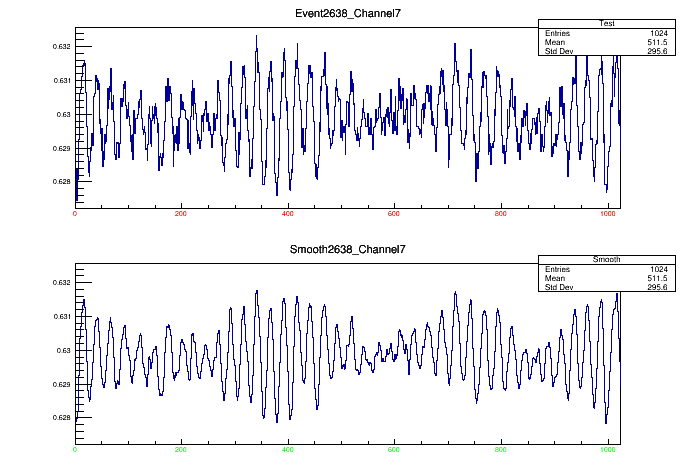 Event2638_Channel7
Test
Entries 1024
Mean 511.5
Std Dev 295.6
0.632
0.631
0.63
0.629
0.628
0 200 400 600 800 1000
Smooth2638_Channel7
Smooth
Entries 1024
Mean 511.5
Std Dev 295.6
0.632
0.631
0.63
0.629
0.628
0 200 400 600 800 1000